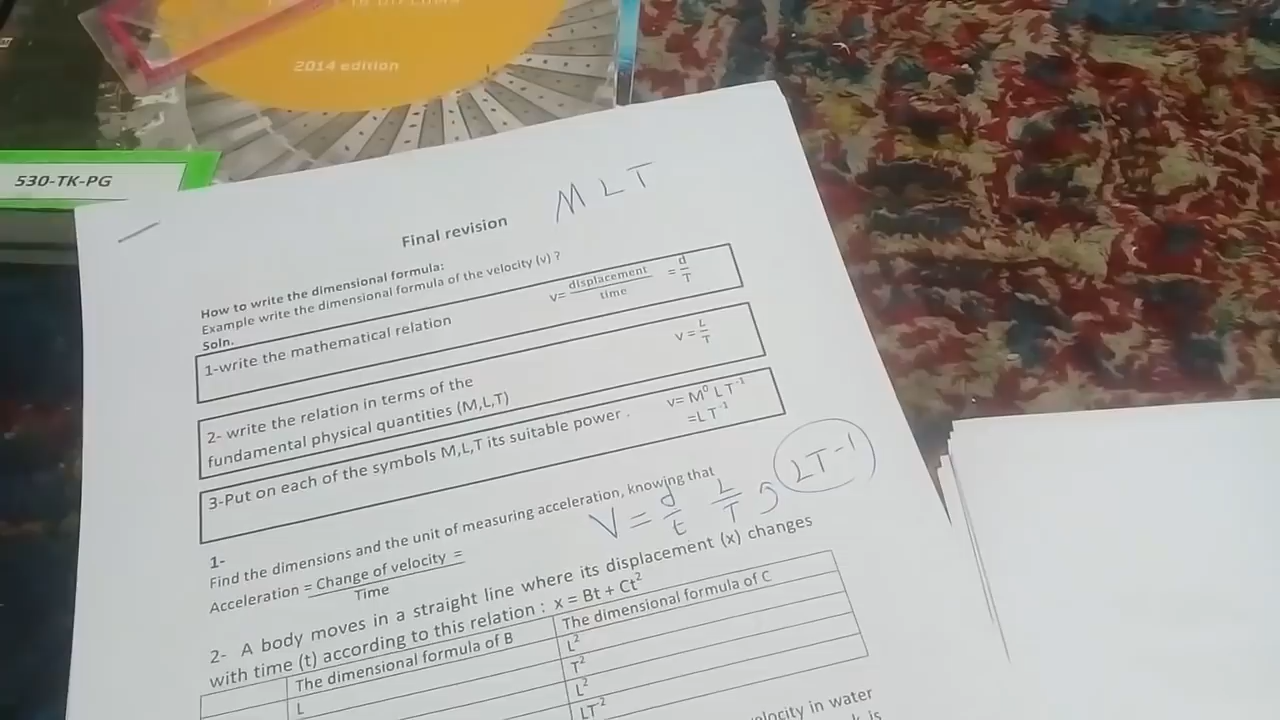 2014 edition
530-TK-PG
M L T
Final revision
How to write the dimensional formula:
Example write the dimensional formula of the velocity (v) ?
Soln.
1-write the mathematical relation v= displacement/time = d/T
2- write the relation in terms of the
fundamental physical quantities (M,L,T) v = L/T
3-Put on each of the symbols M,L,T its suitable power . v= M⁰ L T⁻¹
=LT⁻¹
V = d/t L/T LT⁻¹
1-
Find the dimensions and the unit of measuring acceleration, knowing that
Acceleration = Change of velocity / Time =
2- A body moves in a straight line where its displacement (x) changes
with time (t) according to this relation : x = Bt + Ct²
The dimensional formula of B The dimensional formula of C
L L²
T²
L²
LT²
velocity in water
is